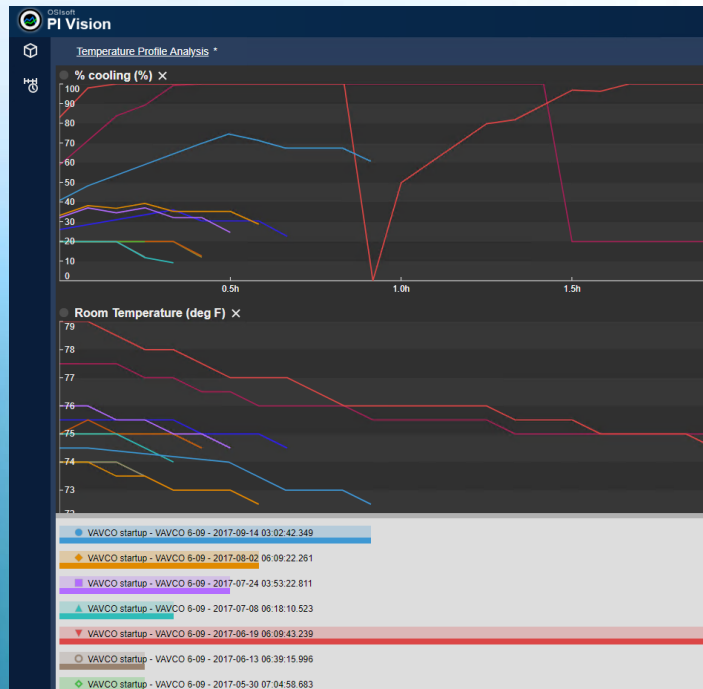 OSIsoft
PI Vision
Temperature Profile Analysis *
% cooling (%) ✕
100
90
80
70
60
50
40
30
20
10
0
0.5h 1.0h 1.5h
Room Temperature (deg F) ✕
79
78
77
76
75
74
73
72
VAVCO startup - VAVCO 6-09 - 2017-09-14 03:02:42.349
VAVCO startup - VAVCO 6-09 - 2017-08-02 06:09:22.261
VAVCO startup - VAVCO 6-09 - 2017-07-24 03:53:22.811
VAVCO startup - VAVCO 6-09 - 2017-07-08 06:18:10.523
VAVCO startup - VAVCO 6-09 - 2017-06-19 06:09:43.239
VAVCO startup - VAVCO 6-09 - 2017-06-13 06:39:15.996
VAVCO startup - VAVCO 6-09 - 2017-05-30 07:04:58.683